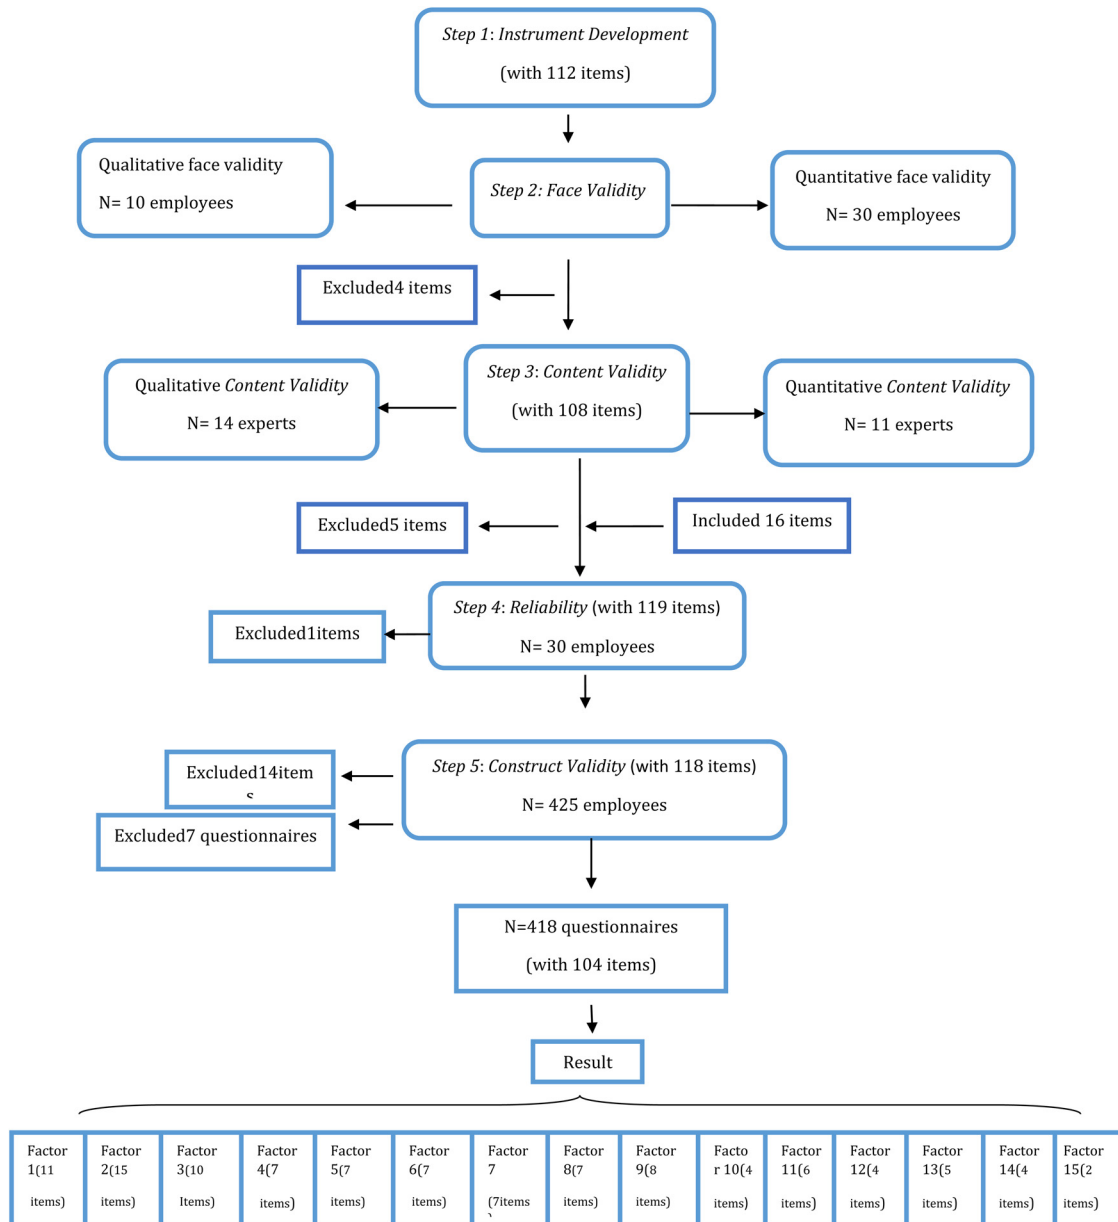 Step 1: Instrument Development
(with 112 items)
Qualitative face validity
N= 10 employees
Step 2: Face Validity
Quantitative face validity
N= 30 employees
Excluded4 items
Qualitative Content Validity
N= 14 experts
Step 3: Content Validity
(with 108 items)
Quantitative Content Validity
N= 11 experts
Excluded5 items
Included 16 items
Step 4: Reliability (with 119 items)
N= 30 employees
Excluded1items
Step 5: Construct Validity (with 118 items)
N= 425 employees
Excluded14item
s
Excluded7 questionnaires
N=418 questionnaires
(with 104 items)
Result
Factor
1(11
items)
Factor
2(15
items)
Factor
3(10
Items)
Factor
4(7
items)
Factor
5(7
items)
Factor
6(7
items)
Factor
7
(7items
)
Factor
8(7
items)
Factor
9(8
items)
Facto
r 10(4
items)
Factor
11(6
items)
Factor
12(4
items)
Factor
13(5
items)
Factor
14(4
items)
Factor
15(2
items)